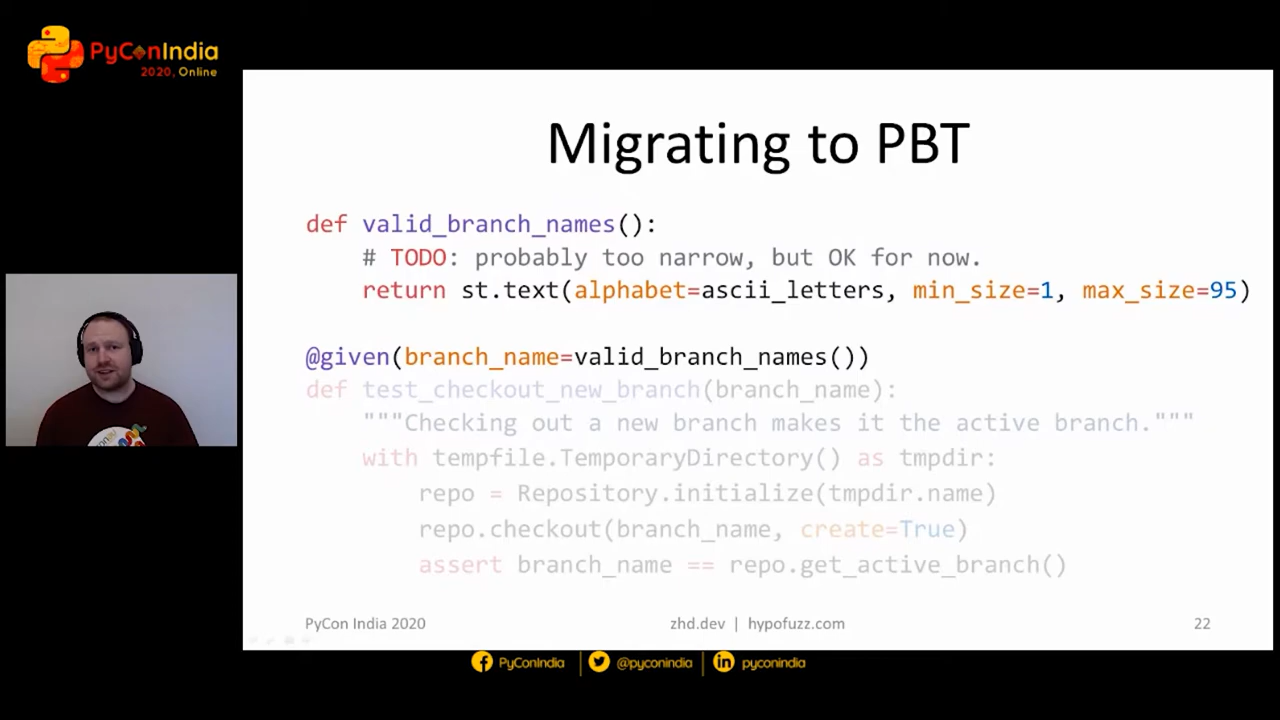 PyConIndia
2020, Online
Migrating to PBT
def valid_branch_names():
    # TODO: probably too narrow, but OK for now.
    return st.text(alphabet=ascii_letters, min_size=1, max_size=95)
@given(branch_name=valid_branch_names())
def test_checkout_new_branch(branch_name):
    """Checking out a new branch makes it the active branch."""
    with tempfile.TemporaryDirectory() as tmpdir:
        repo = Repository.initialize(tmpdir.name)
        repo.checkout(branch_name, create=True)
        assert branch_name == repo.get_active_branch()
PyCon India 2020 zhd.dev | hypofuzz.com 22
PyConIndia @pyconindia pyconindia